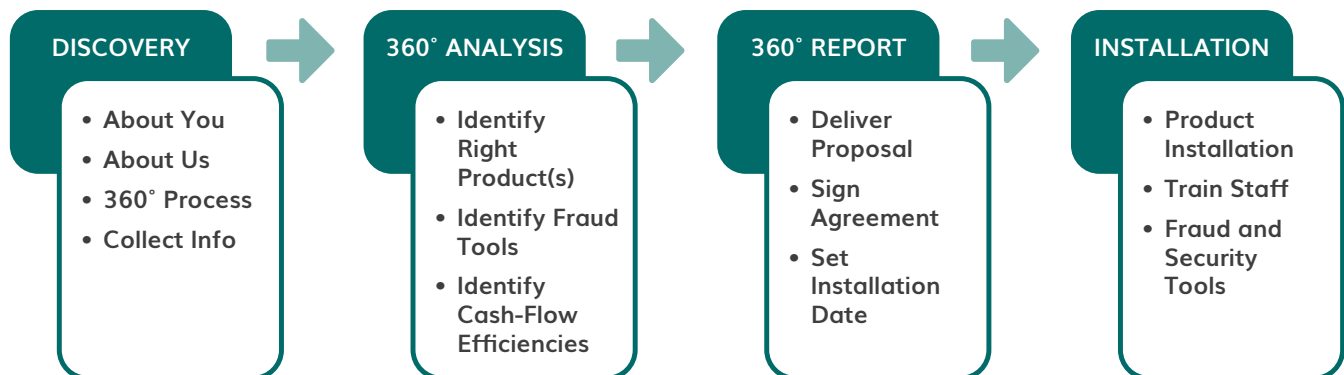 DISCOVERY
• About You
• About Us
• 360° Process
• Collect Info
360° ANALYSIS
• Identify
Right
Product(s)
• Identify Fraud
Tools
• Identify
Cash-Flow
Efficiencies
360° REPORT
• Deliver
Proposal
• Sign
Agreement
• Set
Installation
Date
INSTALLATION
• Product
Installation
• Train Staff
• Fraud and
Security
Tools